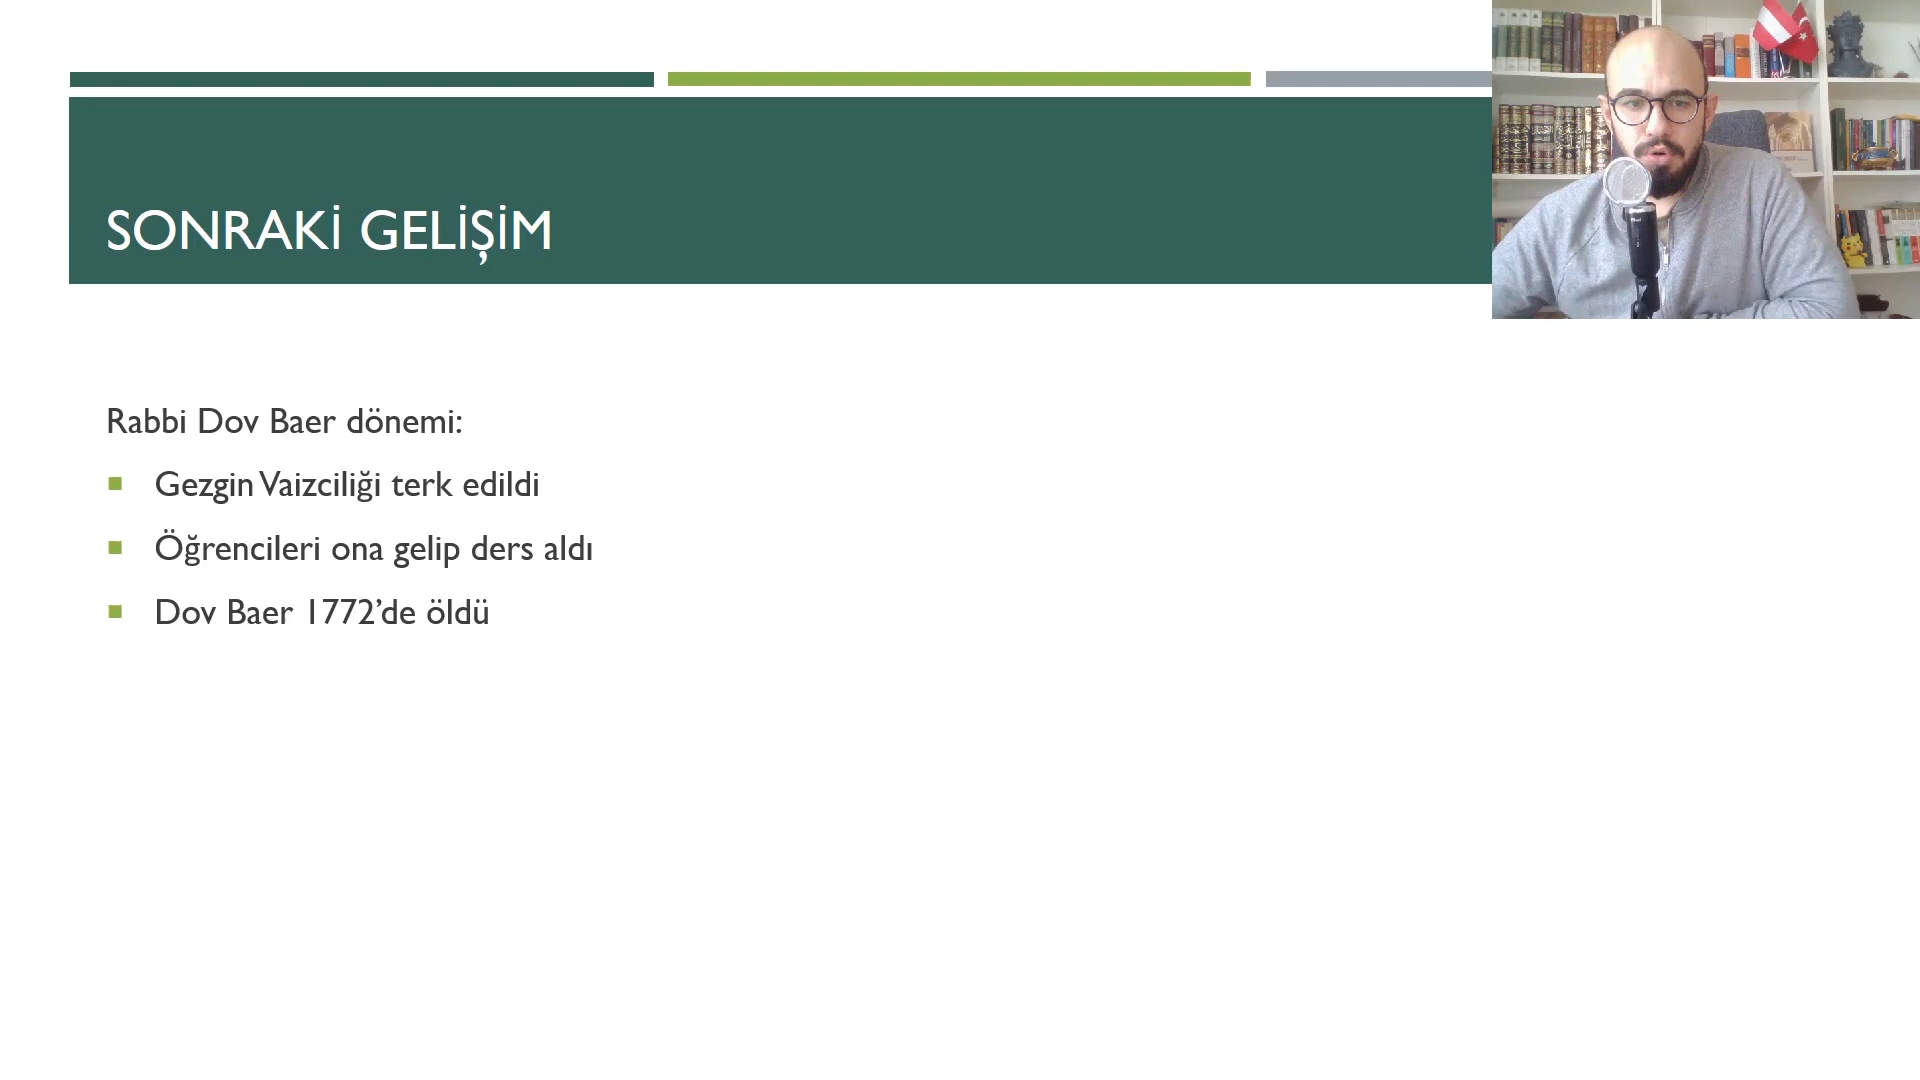 SONRAKİ GELİŞİM
Rabbi Dov Baer dönemi:
Gezgin Vaizciliği terk edildi
Öğrencileri ona gelip ders aldı
Dov Baer 1772’de öldü